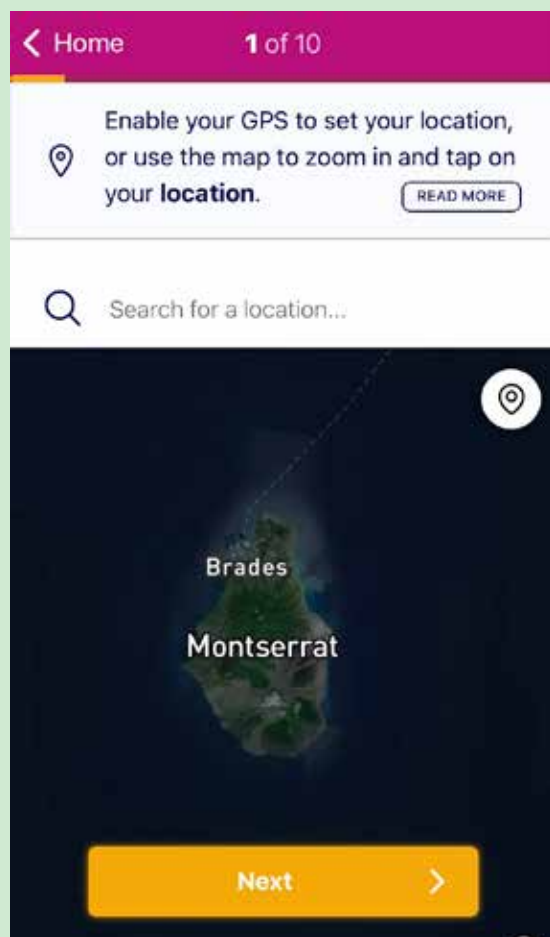 Home
1 of 10
Enable your GPS to set your location,
or use the map to zoom in and tap on
your location.
READ MORE
Search for a location...
Brades
Montserrat
Next